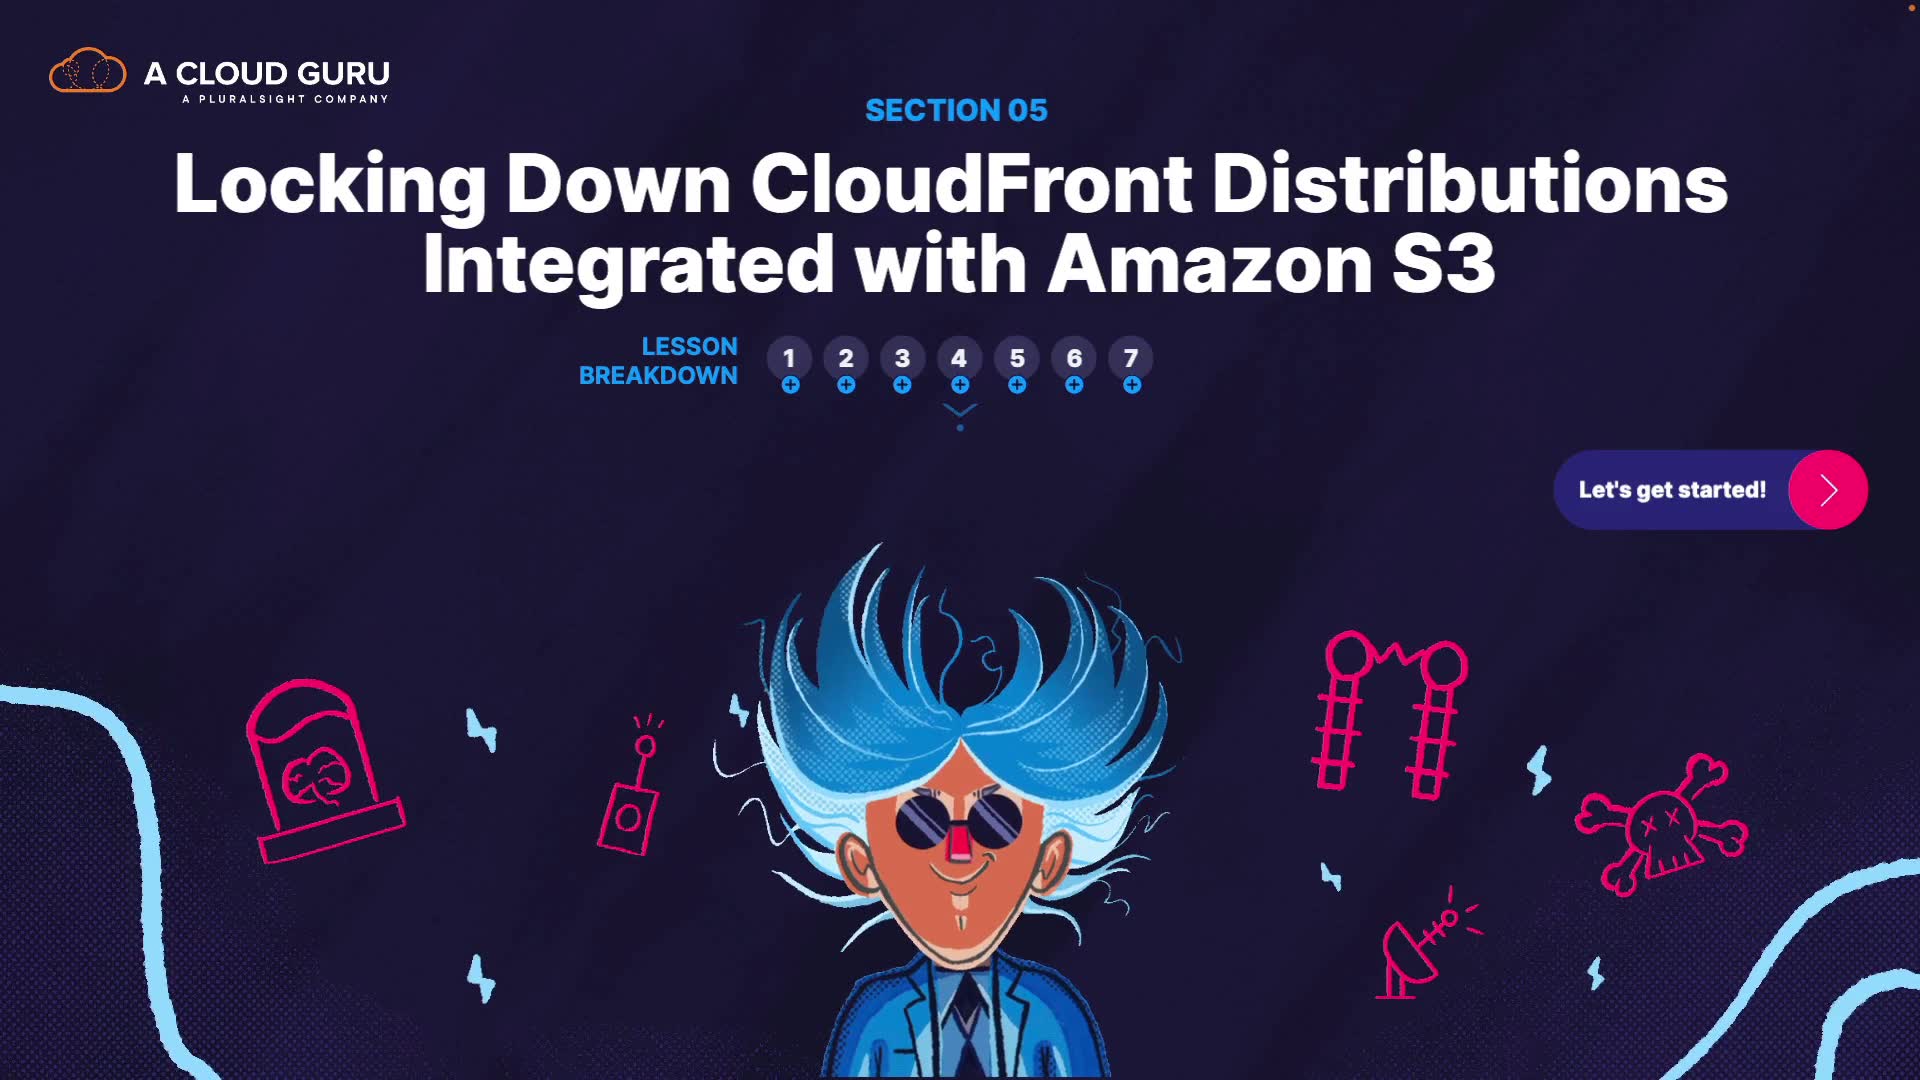 A CLOUD GURU
A PLURALSIGHT COMPANY
SECTION 05
Locking Down CloudFront Distributions
Integrated with Amazon S3
LESSON
BREAKDOWN
1 2 3 4 5 6 7
Let's get started!